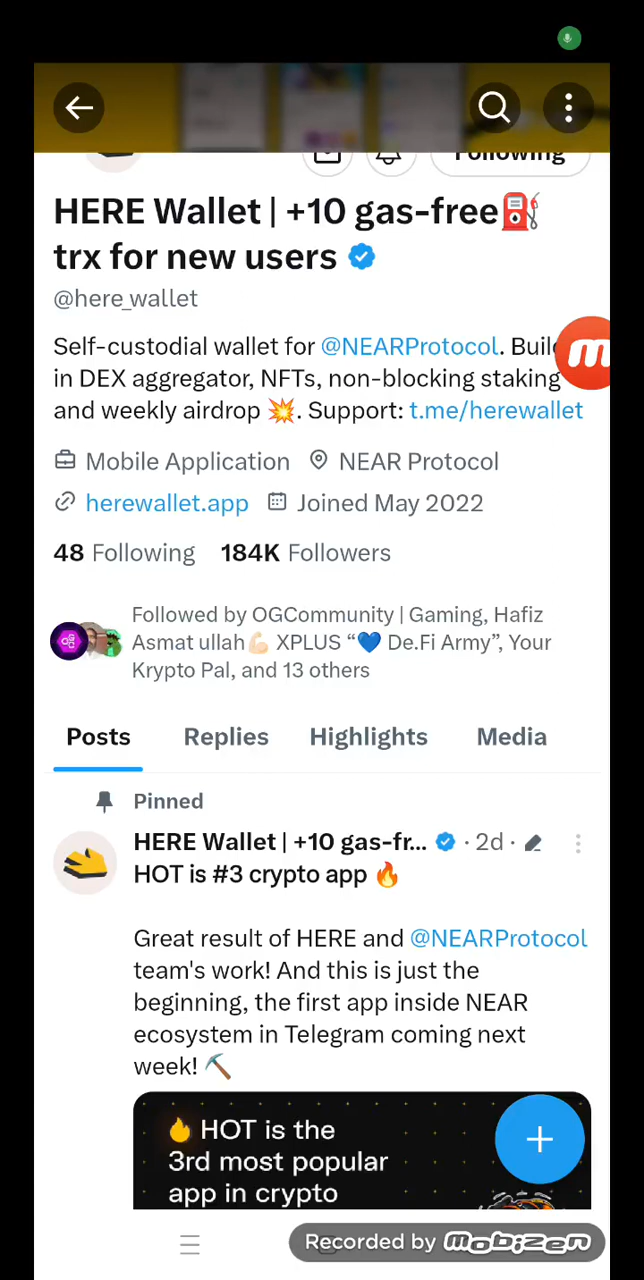 Following
HERE Wallet | +10 gas-free⛽
trx for new users
@here_wallet
Self-custodial wallet for @NEARProtocol. Build
in DEX aggregator, NFTs, non-blocking staking
and weekly airdrop 💥. Support: t.me/herewallet
Mobile Application NEAR Protocol
herewallet.app Joined May 2022
48 Following 184K Followers
Followed by OGCommunity | Gaming, Hafiz
Asmat ullah💪🏻 XPLUS “💙 De.Fi Army”, Your
Krypto Pal, and 13 others
Posts Replies Highlights Media
Pinned
HERE Wallet | +10 gas-fr... · 2d ·
HOT is #3 crypto app 🔥
Great result of HERE and @NEARProtocol
team's work! And this is just the
beginning, the first app inside NEAR
ecosystem in Telegram coming next
week! ⛏️
🔥 HOT is the
3rd most popular
app in crypto
Recorded by mobizen